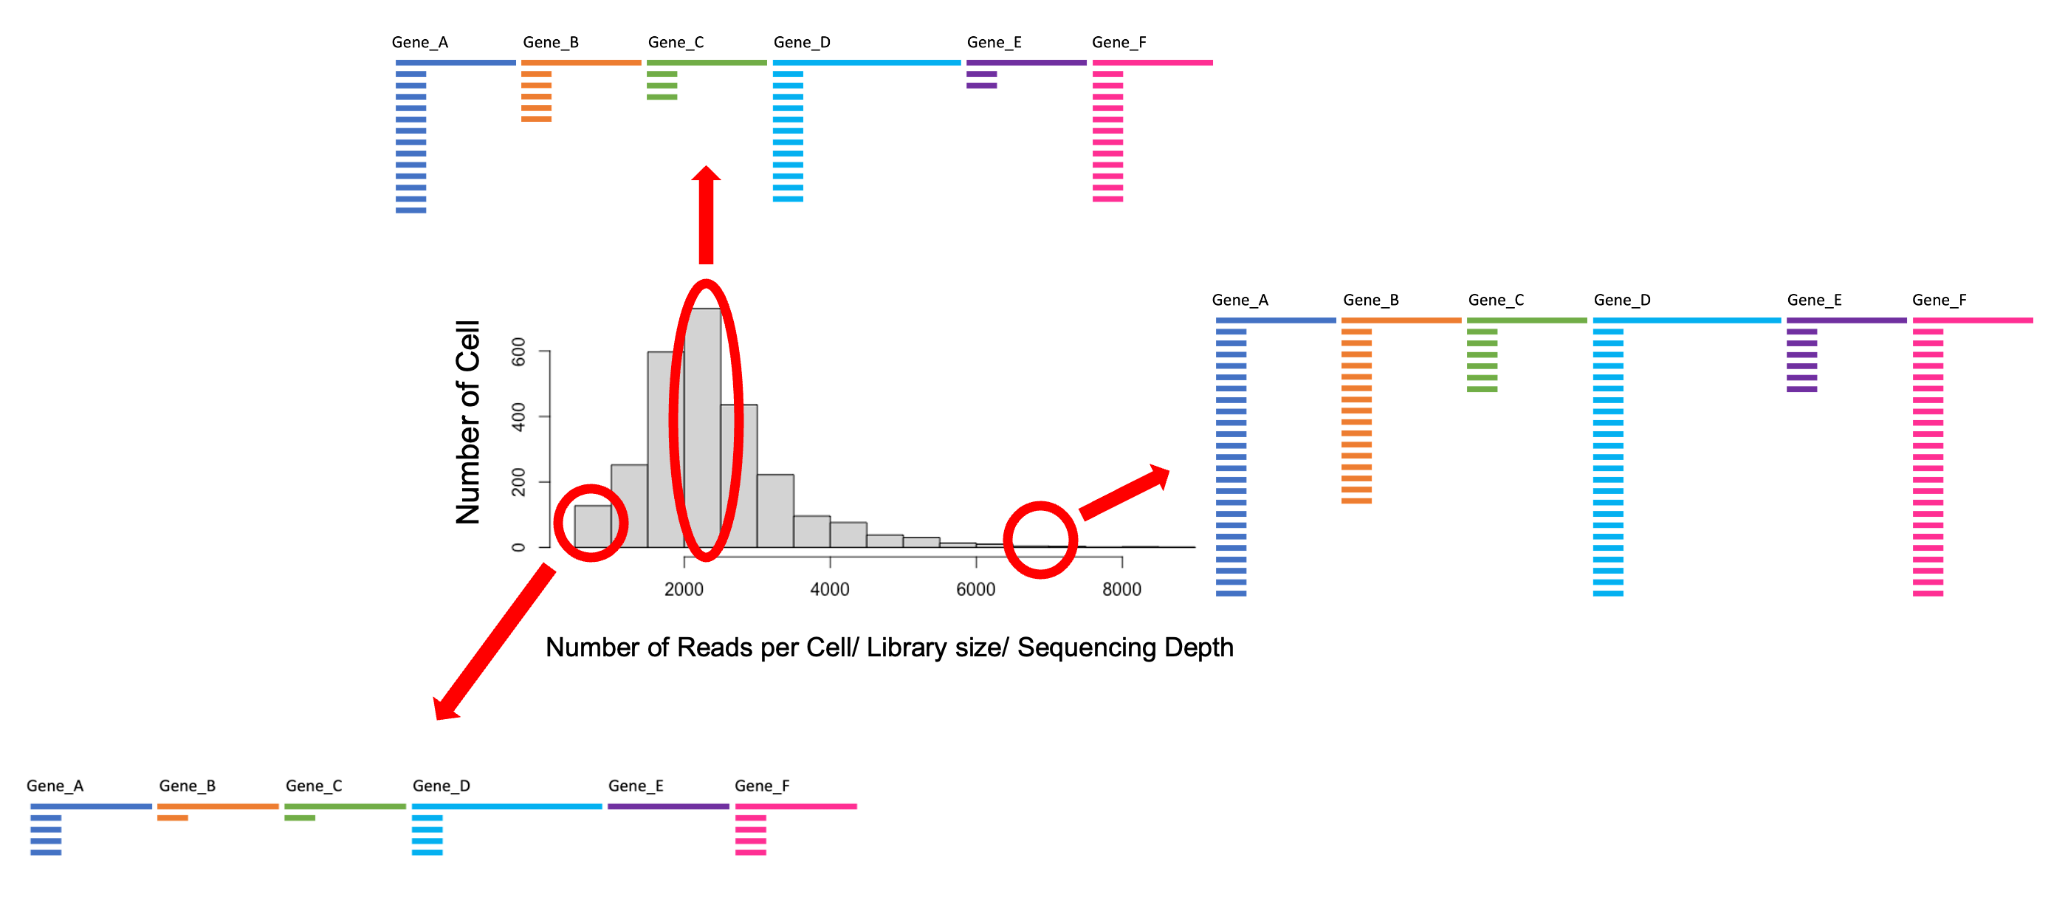 Gene_A Gene_B Gene_C Gene_D Gene_E Gene_F
Gene_A Gene_B Gene_C Gene_D Gene_E Gene_F
Number of Cell
600
400
200
0
2000 4000 6000 8000
Number of Reads per Cell/ Library size/ Sequencing Depth
Gene_A Gene_B Gene_C Gene_D Gene_E Gene_F